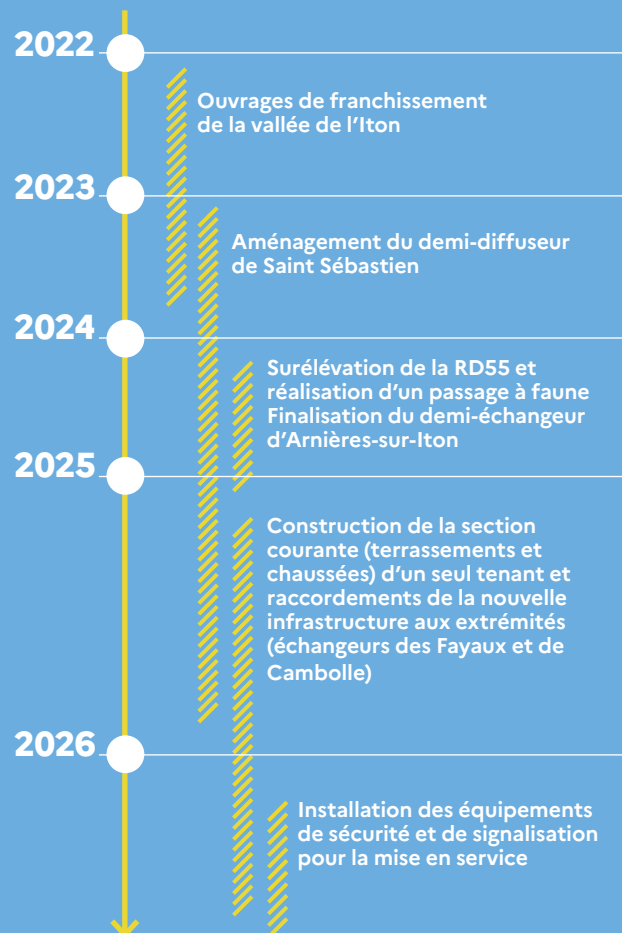 2022
Ouvrages de franchissement
de la vallée de l’Iton
2023
Aménagement du demi-diffuseur
de Saint Sébastien
2024
Surélévation de la RD55 et
réalisation d’un passage à faune
Finalisation du demi-échangeur
d’Arnières-sur-Iton
2025
Construction de la section
courante (terrassements et
chaussées) d’un seul tenant et
raccordements de la nouvelle
infrastructure aux extrémités
(échangeurs des Fayaux et de
Cambolle)
2026
Installation des équipements
de sécurité et de signalisation
pour la mise en service